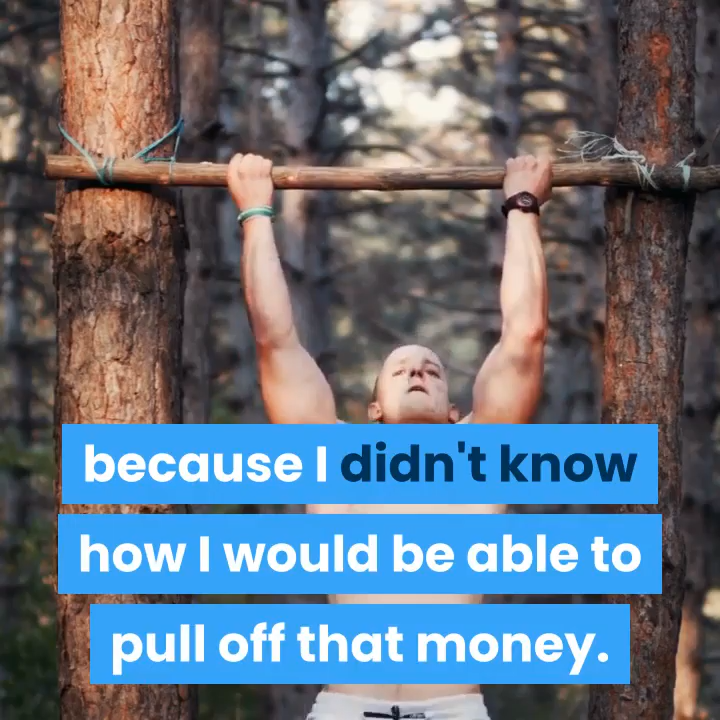 because I didn't know
how I would be able to
pull off that money.